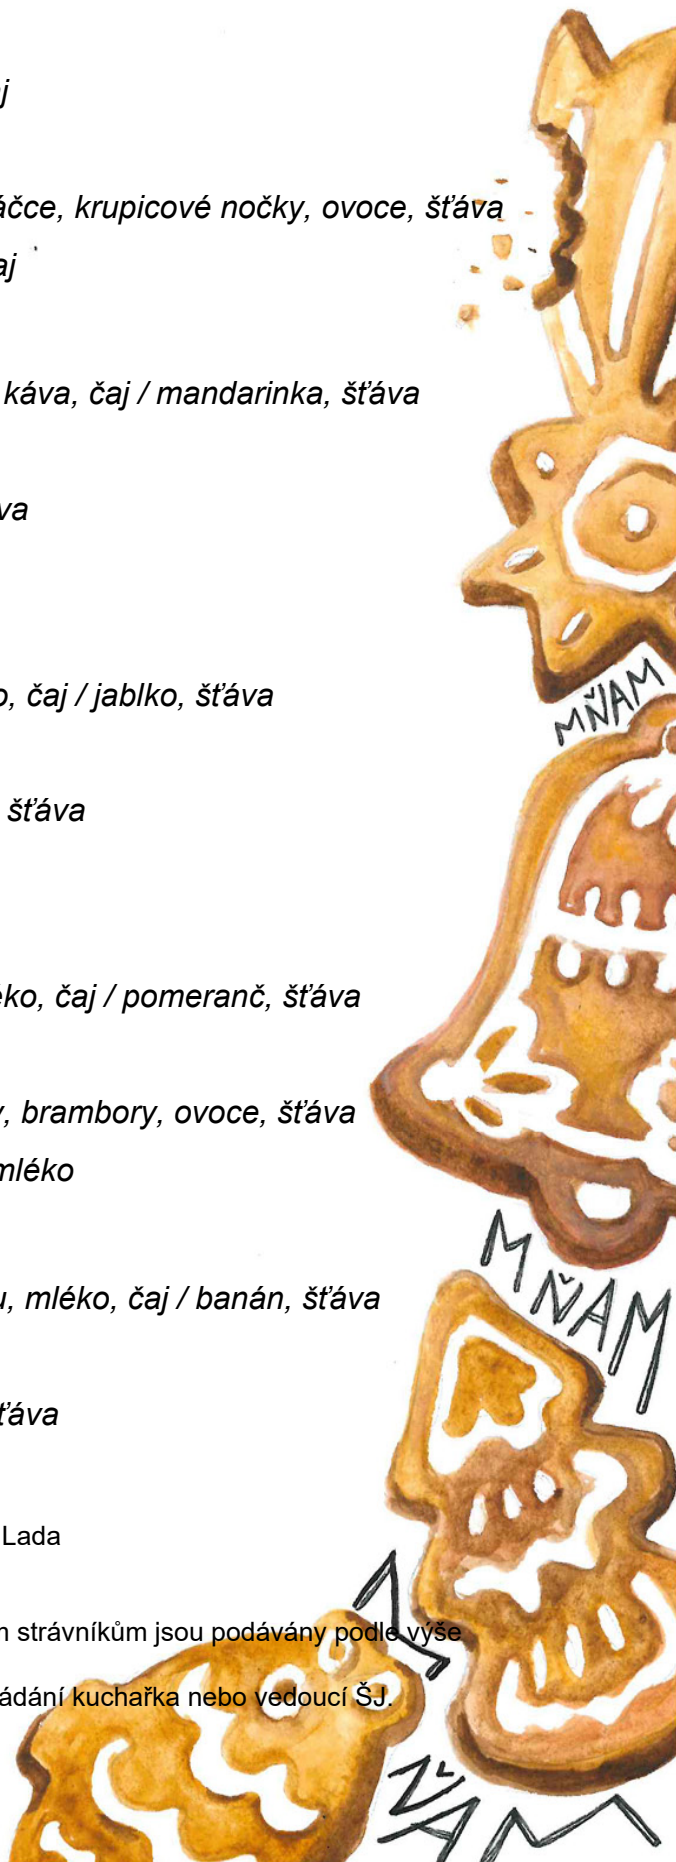 j
áčce, krupicové nočky, ovoce, šťáva
aj
káva, čaj / mandarinka, šťáva
va
o, čaj / jablko, šťáva
MŇAM
šťáva
éko, čaj / pomeranč, šťáva
y, brambory, ovoce, šťáva
mléko
MŇAM
u, mléko, čaj / banán, šťáva
ťáva
Lada
m strávníkům jsou podávány podle výše
ádání kuchařka nebo vedoucí ŠJ.
ŇAM